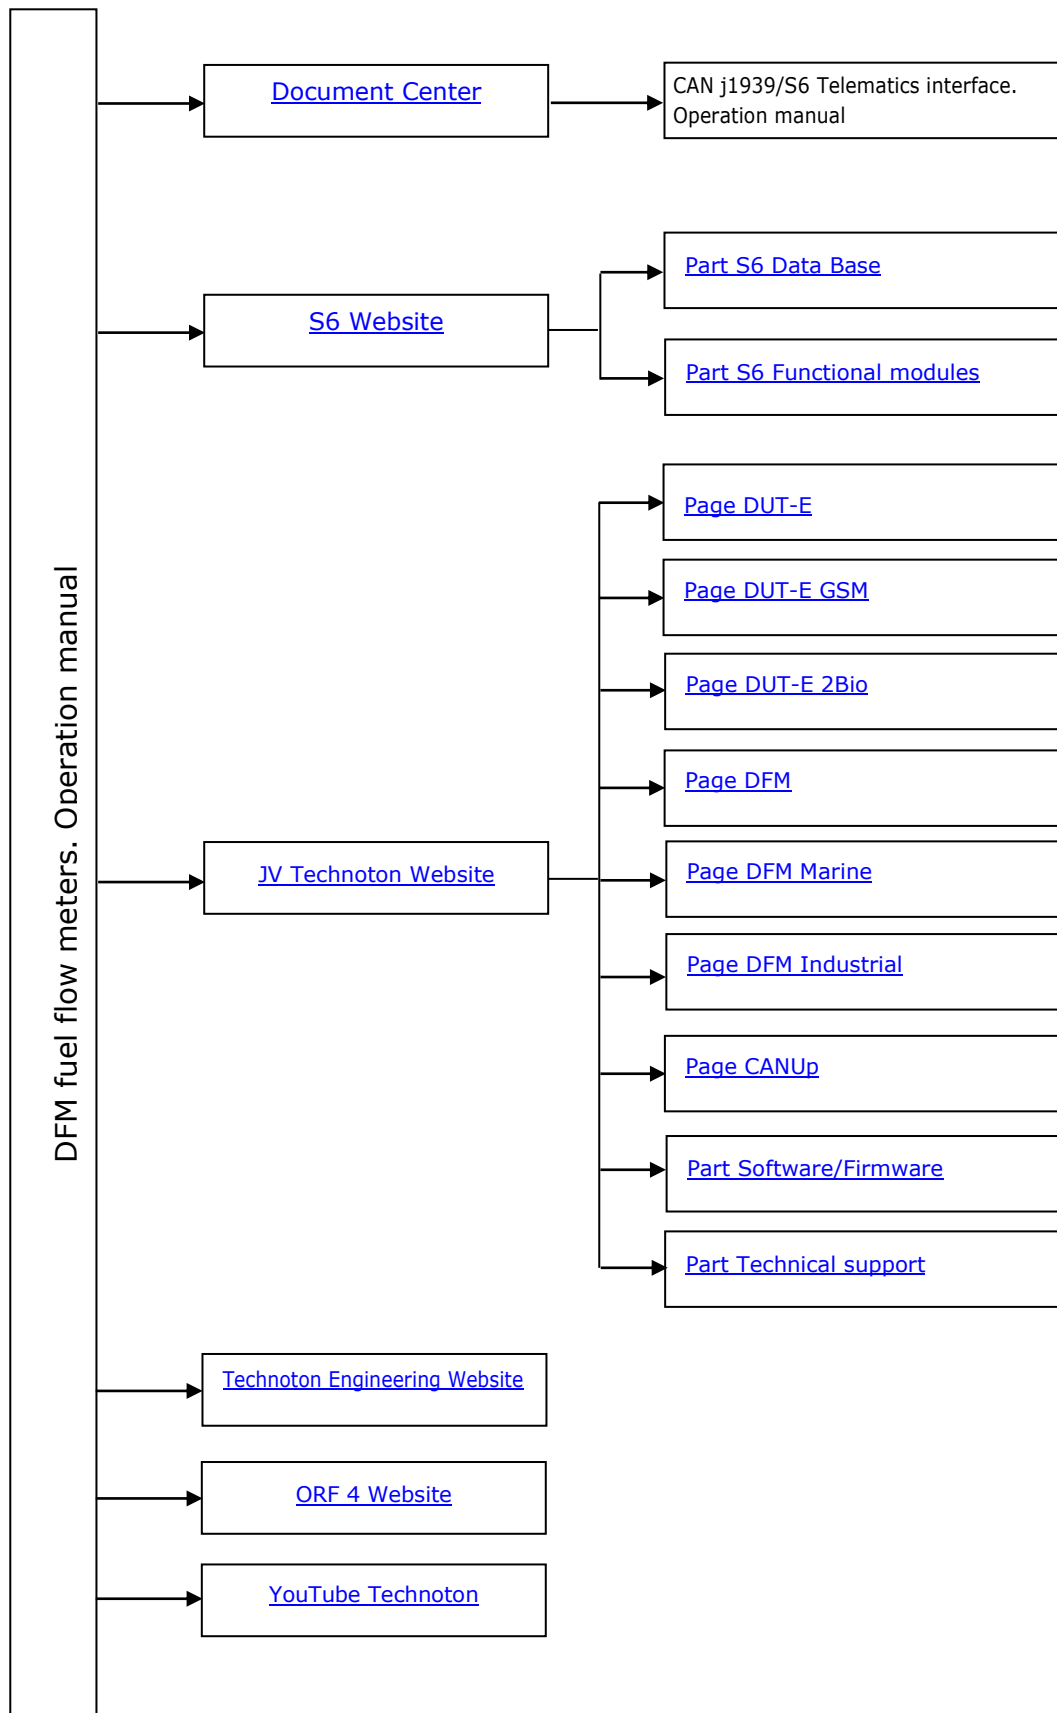 DFM fuel flow meters. Operation manual
Document Center
CAN j1939/S6 Telematics interface.
Operation manual
S6 Website
Part S6 Data Base
Part S6 Functional modules
JV Technoton Website
Page DUT-E
Page DUT-E GSM
Page DUT-E 2Bio
Page DFM
Page DFM Marine
Page DFM Industrial
Page CANUp
Part Software/Firmware
Part Technical support
Technoton Engineering Website
ORF 4 Website
YouTube Technoton